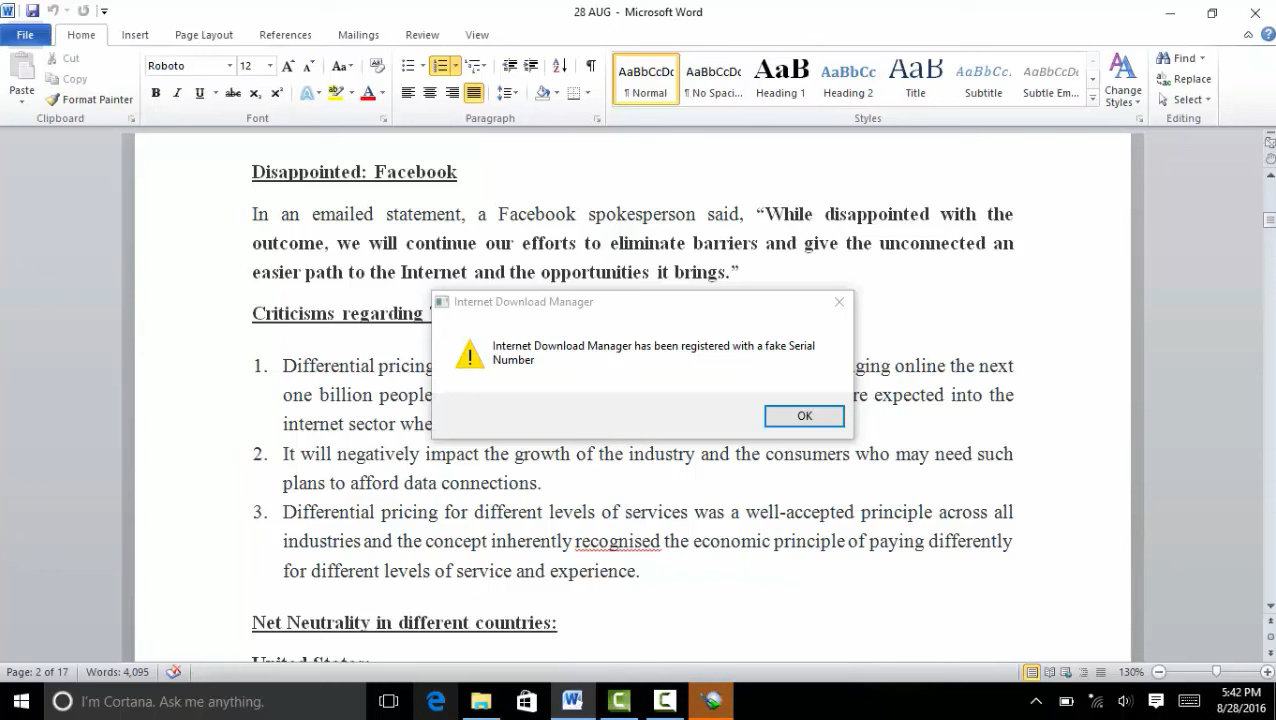 28 AUG - Microsoft Word
File Home Insert Page Layout References Mailings Review View
Paste
Cut
Copy
Format Painter
Clipboard
Roboto 12
Font
Paragraph
AaBbCcDc
¶ Normal
AaBbCcDc
¶ No Spaci...
AaB
Heading 1
AaBbCc
Heading 2
AaB
Title
AaBbCcL
Subtitle
AaBbCcDc
Subtle Em...
Change Styles
Styles
Find
Replace
Select
Editing
Disappointed: Facebook
In an emailed statement, a Facebook spokesperson said, “While disappointed with the
outcome, we will continue our efforts to eliminate barriers and give the unconnected an
easier path to the Internet and the opportunities it brings.”
Criticisms regarding
Internet Download Manager
Internet Download Manager has been registered with a fake Serial
Number
OK
1. Differential pricing ging online the next
one billion people re expected into the
internet sector whe
2. It will negatively impact the growth of the industry and the consumers who may need such
plans to afford data connections.
3. Differential pricing for different levels of services was a well-accepted principle across all
industries and the concept inherently recognised the economic principle of paying differently
for different levels of service and experience.
Net Neutrality in different countries:
United States:
Page: 2 of 17 Words: 4,095 130%
I'm Cortana. Ask me anything.
5:42 PM
8/28/2016